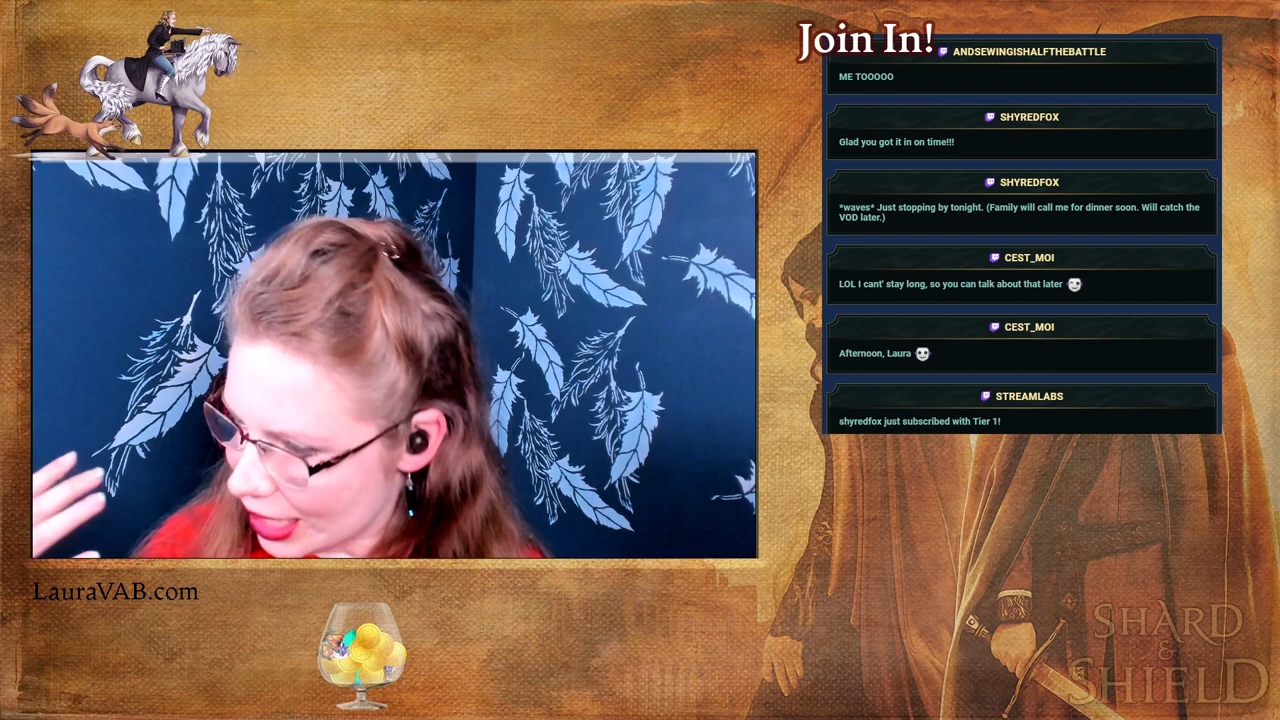 Join In!
ANDSEWINGISHALFTHEBATTLE
ME TOOOOO
SHYREDFOX
Glad you got it in on time!!!
SHYREDFOX
*waves* Just stopping by tonight. (Family will call me for dinner soon. Will catch the
VOD later.)
CEST_MOI
LOL I cant' stay long, so you can talk about that later
CEST_MOI
Afternoon, Laura
STREAMLABS
shyredfox just subscribed with Tier 1!
LauraVAB.com
SHARD
&
SHIELD